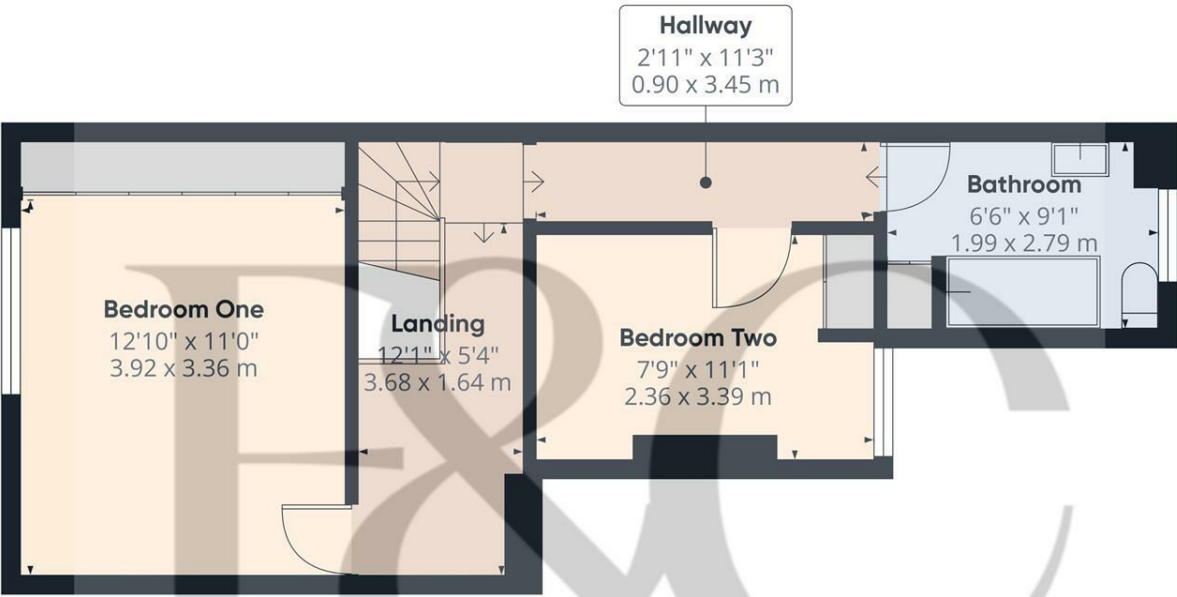 Hallway
2'11" x 11'3"
0.90 x 3.45 m
Bathroom
6'6" x 9'1"
1.99 x 2.79 m
Bedroom One
12'10" x 11'0"
3.92 x 3.36 m
Landing
12'1" x 5'4"
3.68 x 1.64 m
Bedroom Two
7'9" x 11'1"
2.36 x 3.39 m
F&C